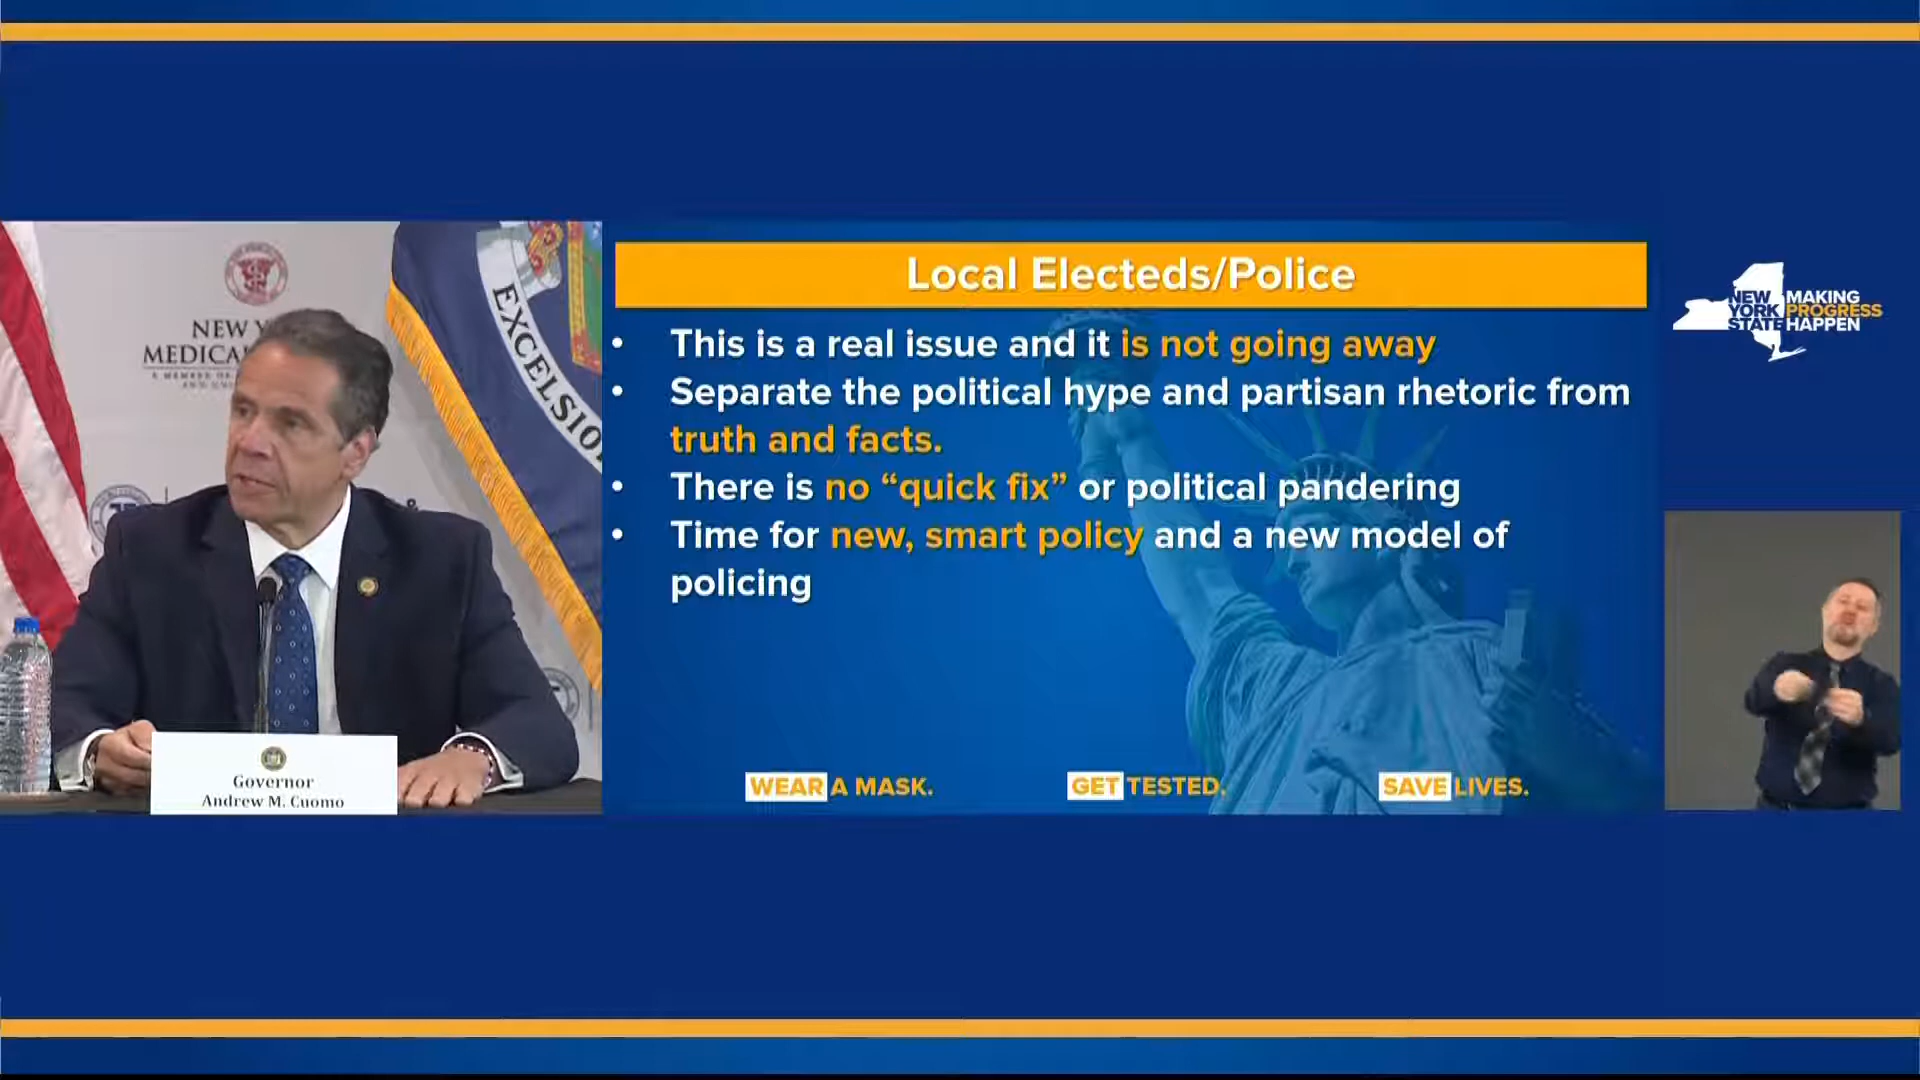 NEW Y
MEDICA
EXCELSIO
Governor
Andrew M. Cuomo
Local Electeds/Police
• This is a real issue and it is not going away
• Separate the political hype and partisan rhetoric from
truth and facts.
• There is no “quick fix” or political pandering
• Time for new, smart policy and a new model of
policing
WEAR A MASK.
GET TESTED.
SAVE LIVES.
NEW
YORK
STATE
MAKING
PROGRESS
HAPPEN